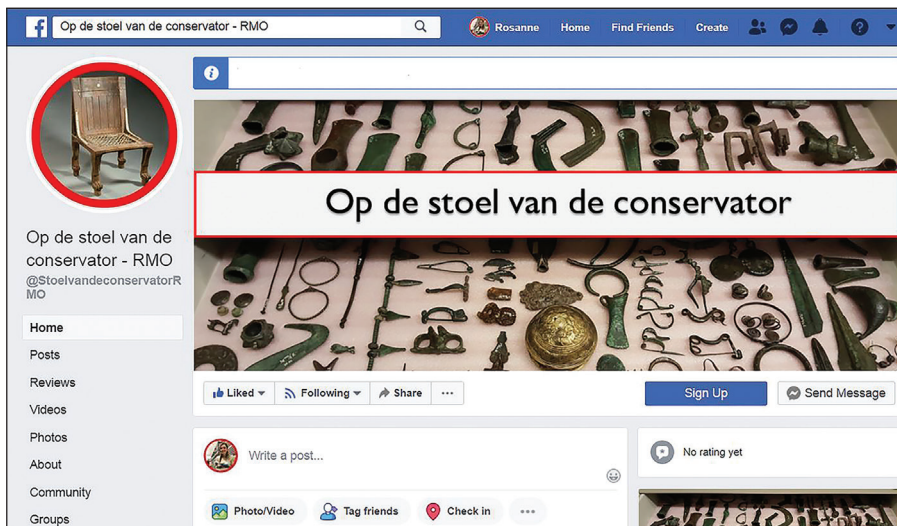 Op de stoel van de conservator - RMO
Rosanne Home Find Friends Create
Op de stoel van de conservator
Op de stoel van de
conservator - RMO
@StoelvandeconservatorR
MO
Home
Posts
Reviews
Videos
Photos
About
Community
Groups
Liked Following Share
Sign Up Send Message
Write a post...
Photo/Video Tag friends Check in
No rating yet